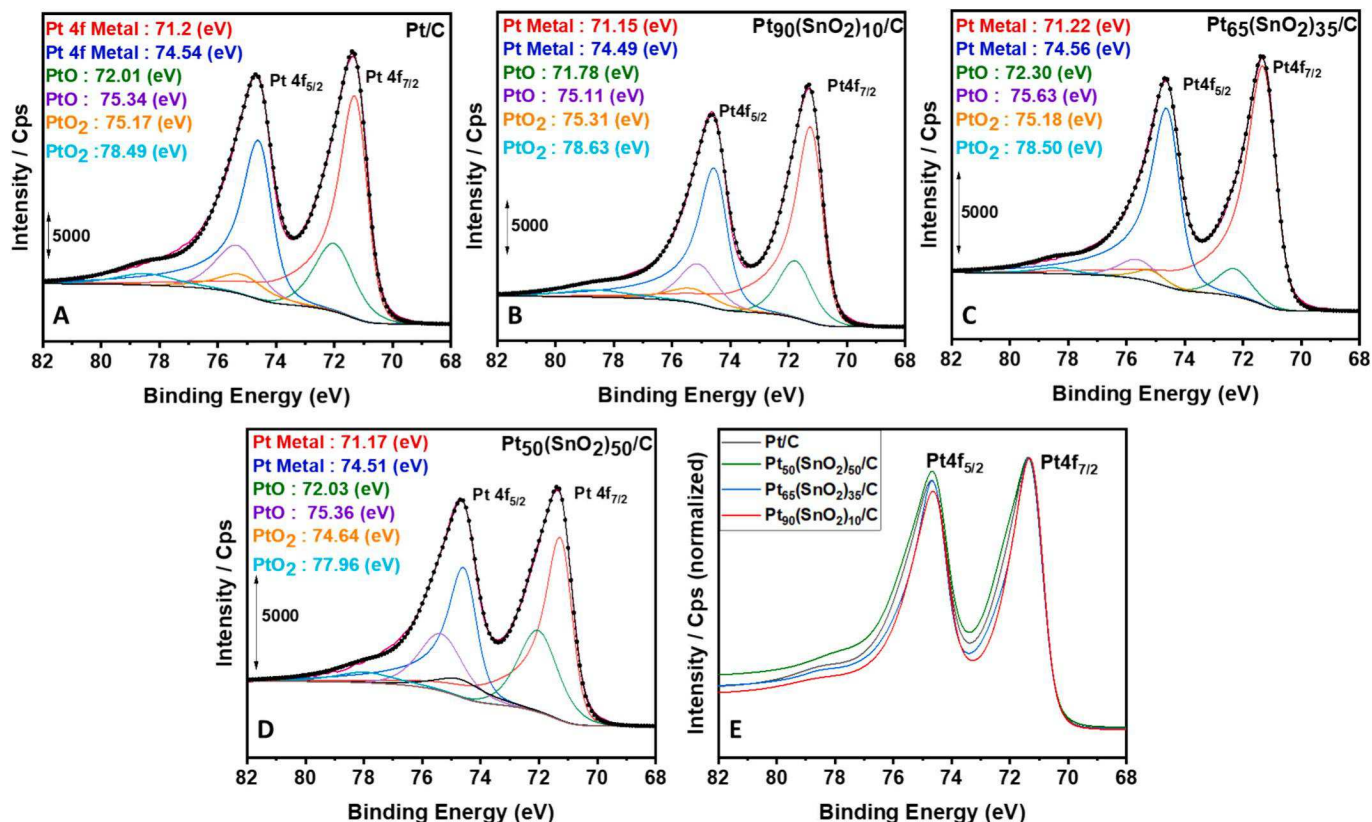 Pt 4f Metal : 71.2 (eV)
Pt 4f Metal : 74.54 (eV)
PtO : 72.01 (eV)
PtO : 75.34 (eV)
PtO₂ : 75.17 (eV)
PtO₂ :78.49 (eV)
Pt/C
Pt 4f₅/₂
Pt 4f₇/₂
5000
A
Intensity / Cps
82 80 78 76 74 72 70 68
Binding Energy (eV)
Pt Metal : 71.15 (eV)
Pt Metal : 74.49 (eV)
PtO : 71.78 (eV)
PtO : 75.11 (eV)
PtO₂ : 75.31 (eV)
PtO₂ : 78.63 (eV)
Pt₉₀(SnO₂)₁₀/C
Pt4f₅/₂
Pt4f₇/₂
5000
B
Intensity / Cps
82 80 78 76 74 72 70 68
Binding Energy (eV)
Pt Metal : 71.22 (eV)
Pt Metal : 74.56 (eV)
PtO : 72.30 (eV)
PtO : 75.63 (eV)
PtO₂ : 75.18 (eV)
PtO₂ : 78.50 (eV)
Pt₆₅(SnO₂)₃₅/C
Pt4f₅/₂
Pt4f₇/₂
5000
C
Intensity / Cps
82 80 78 76 74 72 70 68
Binding Energy (eV)
Pt Metal : 71.17 (eV)
Pt Metal : 74.51 (eV)
PtO : 72.03 (eV)
PtO : 75.36 (eV)
PtO₂ : 74.64 (eV)
PtO₂ : 77.96 (eV)
Pt₅₀(SnO₂)₅₀/C
Pt 4f₅/₂
Pt 4f₇/₂
5000
D
Intensity / Cps
82 80 78 76 74 72 70 68
Binding Energy (eV)
Pt/C
Pt₅₀(SnO₂)₅₀/C
Pt₆₅(SnO₂)₃₅/C
Pt₉₀(SnO₂)₁₀/C
Pt4f₅/₂
Pt4f₇/₂
E
Intensity / Cps (normalized)
82 80 78 76 74 72 70 68
Binding Energy (eV)